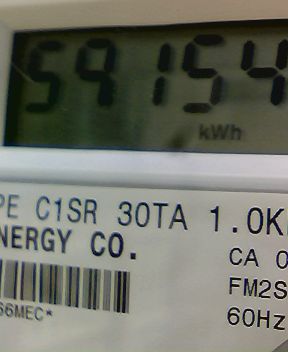 59154
kWh
PE C1SR 30TA 1.0K
NERGY CO.
CA 0
FM2S
66MEC*
60Hz